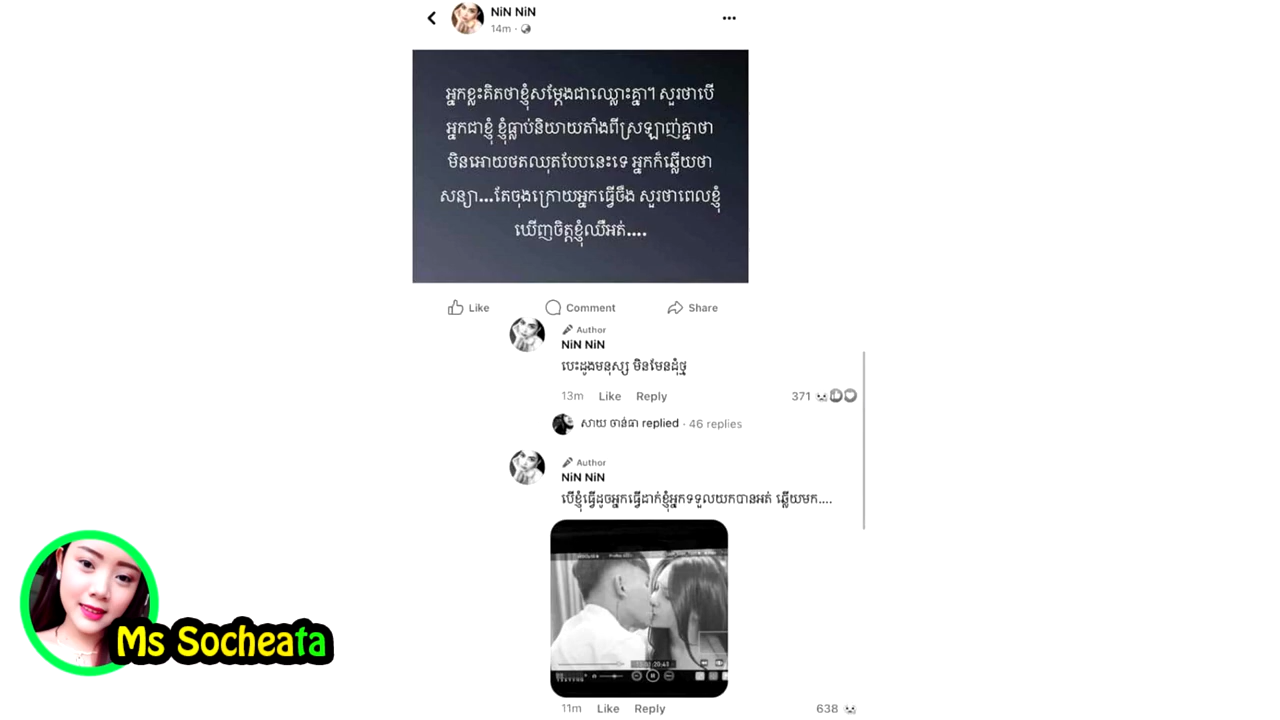 NiN NiN
14m
អ្នកខ្លះគិតថាខ្ញុំសម្ដែងជាឈ្លោះគ្នា។ សួរថាបើ
អ្នកជាខ្ញុំ ខ្ញុំធ្លាប់និយាយតាំងពីស្រឡាញ់គ្នាថា
មិនអោយថតឈុតបែបនេះទេ អ្នកក៏ឆ្លើយថា
សន្យា...តែចុងក្រោយអ្នកធ្វើចឹង សួរថាពេលខ្ញុំ
ឃើញចិត្តខ្ញុំឈឺអត់....
Like Comment Share
Author
NiN NiN
បេះដូងមនុស្ស មិនមែនដុំថ្ម
13m Like Reply 371
សាយ ចាន់ធា replied · 46 replies
Author
NiN NiN
បើខ្ញុំធ្វើដូចអ្នកធ្វើដាក់ខ្ញុំអ្នកទទួលយកបានអត់ ឆ្លើយមក....
11m Like Reply 638
Ms Socheata